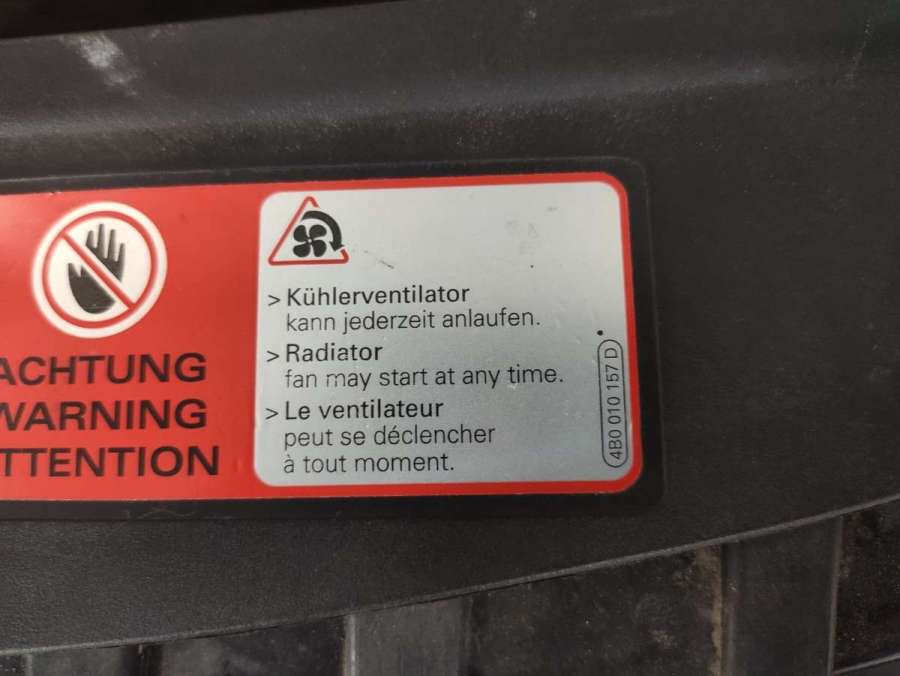 ACHTUNG
WARNING
TTENTION
> Kühlerventilator
kann jederzeit anlaufen.
> Radiator
fan may start at any time.
> Le ventilateur
peut se déclencher
à tout moment.
4B0 010 157 D